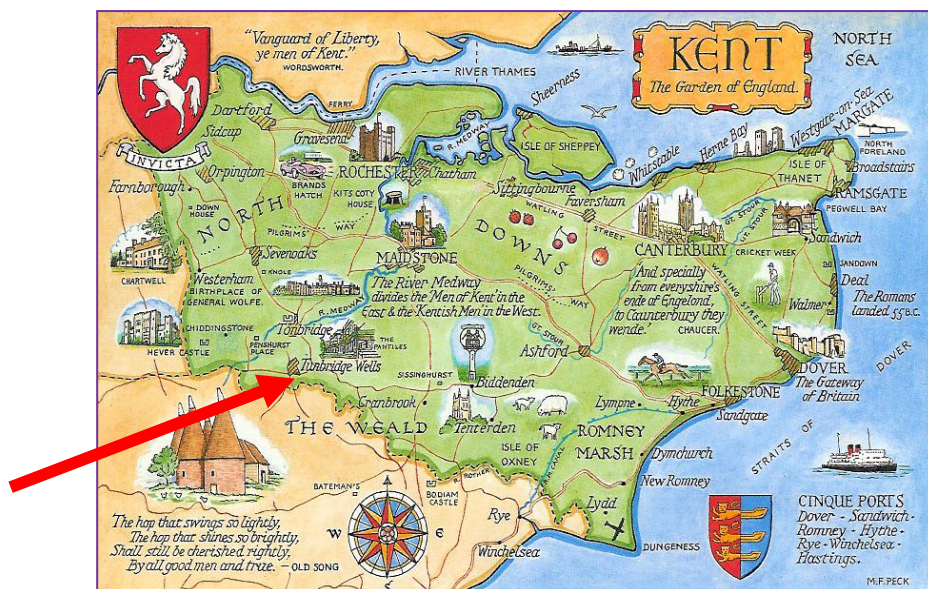 "Vanguard of Liberty,
ye men of Kent".
WORDSWORTH.
INVICTA
KENT
The Garden of England.
NORTH
SEA
RIVER THAMES
FERRY
Sheerness
R. MEDWAY
ISLE OF SHEPPEY
Dartford
Sidcup
Gravesend
Orpington
Farnborough
BRANDS
HATCH
ROCHESTER
Chatham
KITS COTY
HOUSE
DOWN
HOUSE
NORTH
DOWNS
PILGRIMS'
WAY
Sittingbourne
WATLING
STREET
Faversham
Whitstable
Herne Bay
Westgate-on-Sea
MARGATE
NORTH
FORELAND
Broadstairs
ISLE OF
THANET
RAMSGATE
PEGWELL BAY
GT. STOUR
GT. STOUR
Sandwich
CANTERBURY
CRICKET WEEK
SANDOWN
Deal
Walmer
The Romans
landed 55 B.C.
WATLING STREET
"And specially
from everyshire's
ende of Engelond,
to Caunterbury they
wende."
CHAUCER.
PILGRIMS'
WAY
CHARTWELL
Westerham
BIRTHPLACE OF
GENERAL WOLFE.
Sevenoaks
KNOLE
MAIDSTONE
The River Medway
divides the 'Men of Kent' in the
East & the Kentish Men in the West.
R. MEDWAY
Tonbridge
CHIDDINGSTONE
HEVER CASTLE
PENSHURST
PLACE
THE
PANTILES
Tunbridge Wells
SISSINGHURST
Biddenden
GT. STOUR
Ashford
Cranbrook
Tenterden
THE WEALD
ISLE OF
OXNEY
ROMNEY
MARSH
Lympne
Hythe
FOLKESTONE
Sandgate
DOVER
The Gateway
of Britain
STRAITS OF
DOVER
Dymchurch
New Romney
Lydd
DUNGENESS
CANAL
R. ROTHER
BATEMAN'S
BODIAM
CASTLE
Rye
Winchelsea
W
E
The hop that swings so lightly,
The hop that shines so brightly,
Shall still be cherished rightly,
By all good men and true. – OLD SONG
CINQUE PORTS
Dover - Sandwich -
Romney - Hythe -
Rye - Winchelsea -
Hastings.
M.F. PECK